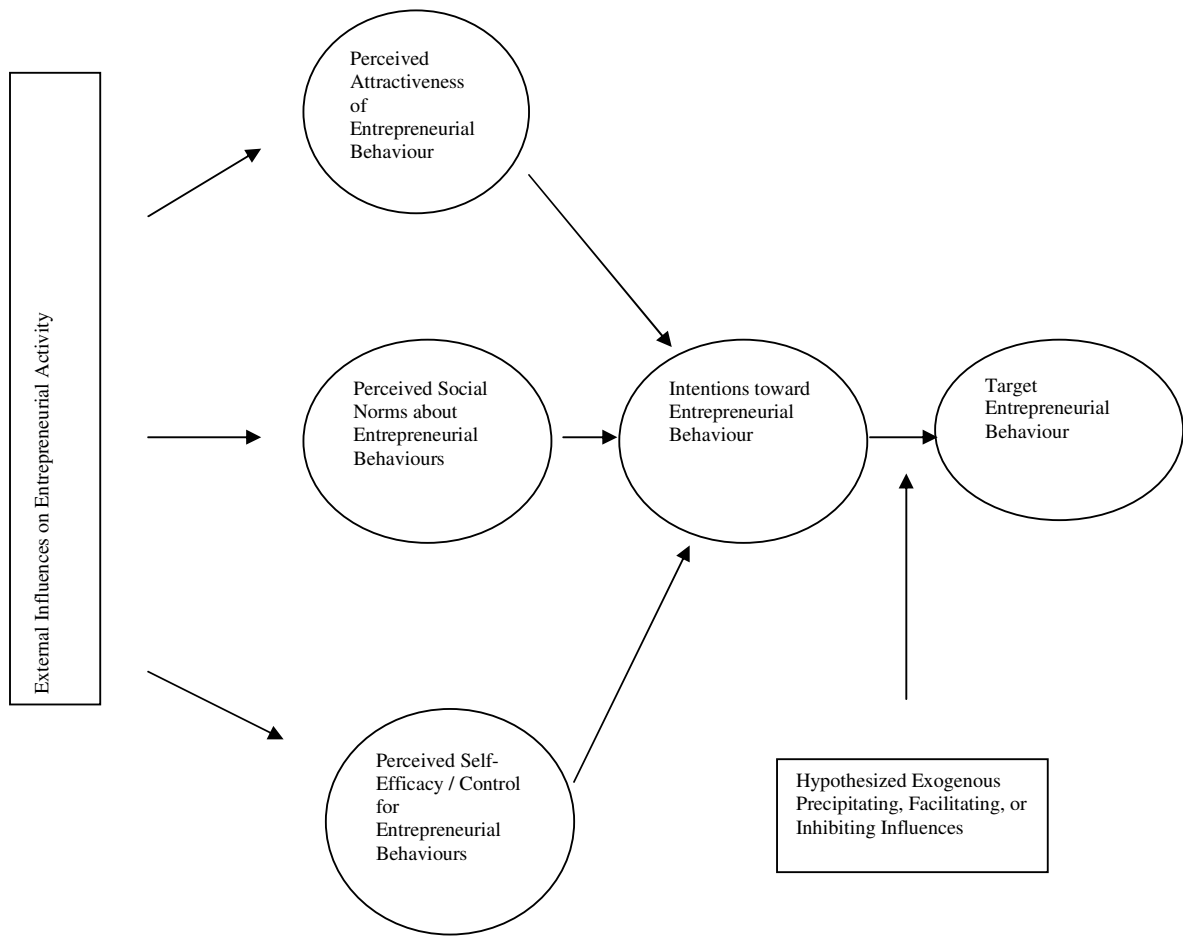 External Influences on Entrepreneurial Activity
Perceived
Attractiveness
of
Entrepreneurial
Behaviour
Perceived Social
Norms about
Entrepreneurial
Behaviours
Perceived Self-
Efficacy / Control
for
Entrepreneurial
Behaviours
Intentions toward
Entrepreneurial
Behaviour
Target
Entrepreneurial
Behaviour
Hypothesized Exogenous
Precipitating, Facilitating, or
Inhibiting Influences